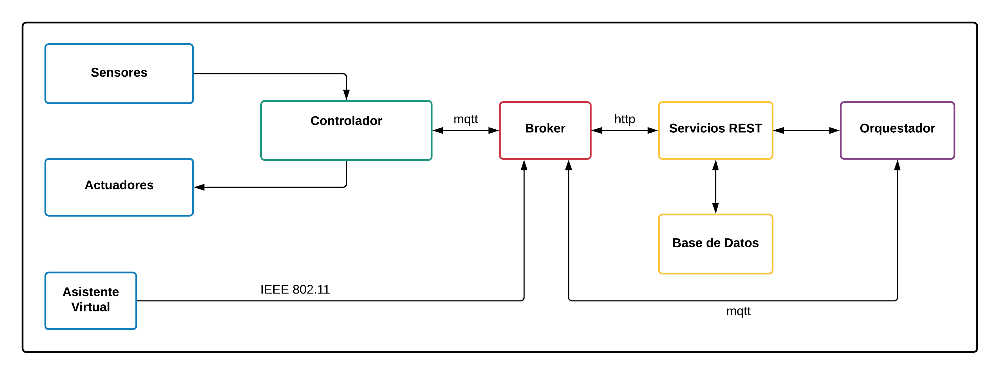 Sensores
Controlador
mqtt
Broker
http
Servicios REST
Orquestador
Actuadores
Base de Datos
Asistente
Virtual
IEEE 802.11
mqtt